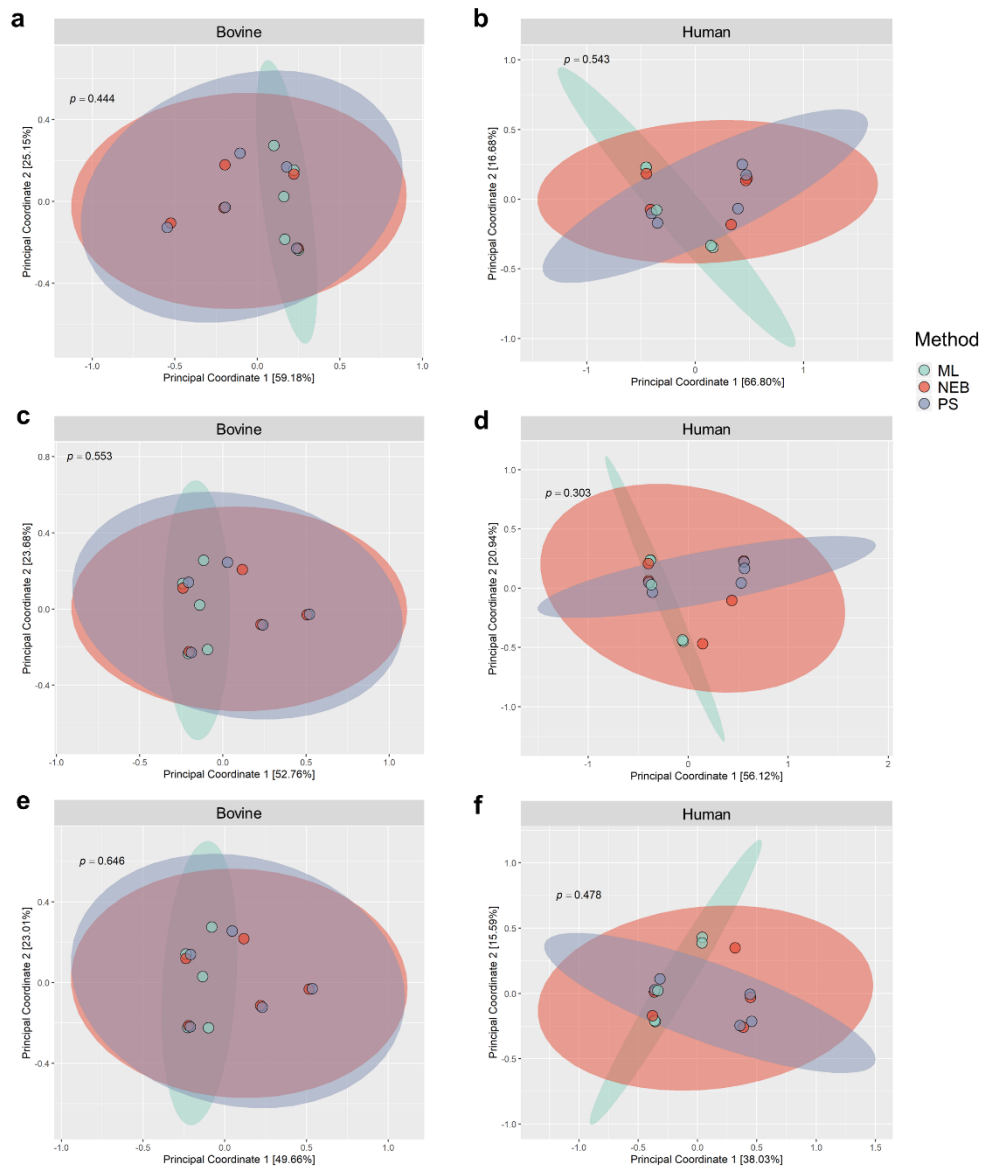 a
Bovine
p = 0.444
0.4
0.0
-0.4
Principal Coordinate 2 [25.15%]
-1.0 -0.5 0.0 0.5 1.0
Principal Coordinate 1 [59.18%]
b
Human
p = 0.543
1.0
0.5
0.0
-0.5
-1.0
Principal Coordinate 2 [16.68%]
-1 0 1
Principal Coordinate 1 [66.80%]
Method
ML
NEB
PS
c
Bovine
p = 0.553
0.8
0.4
0.0
-0.4
Principal Coordinate 2 [23.68%]
-1.0 -0.5 0.0 0.5 1.0
Principal Coordinate 1 [52.76%]
d
Human
p = 0.303
1.0
0.5
0.0
-0.5
-1.0
Principal Coordinate 2 [20.94%]
-1 0 1 2
Principal Coordinate 1 [56.12%]
e
Bovine
p = 0.646
0.4
0.0
-0.4
Principal Coordinate 2 [23.01%]
-1.0 -0.5 0.0 0.5 1.0
Principal Coordinate 1 [49.66%]
f
Human
p = 0.478
1.0
0.5
0.0
-0.5
-1.0
Principal Coordinate 2 [15.59%]
-1.0 -0.5 0.0 0.5 1.0 1.5
Principal Coordinate 1 [38.03%]